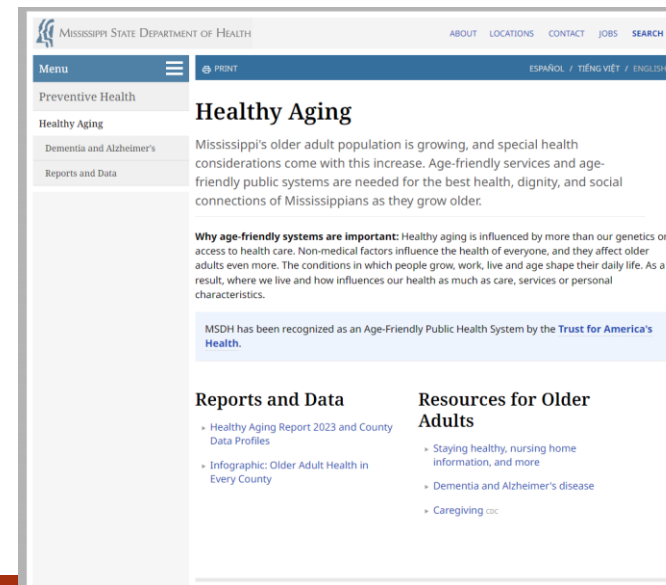 MISSISSIPPI STATE DEPARTMENT OF HEALTH
ABOUT LOCATIONS CONTACT JOBS SEARCH
Menu
PRINT
ESPAÑOL / TIẾNG VIỆT / ENGLISH
Preventive Health
Healthy Aging
Dementia and Alzheimer's
Reports and Data
Healthy Aging
Mississippi's older adult population is growing, and special health
considerations come with this increase. Age-friendly services and age-
friendly public systems are needed for the best health, dignity, and social
connections of Mississippians as they grow older.
Why age-friendly systems are important: Healthy aging is influenced by more than our genetics or
access to health care. Non-medical factors influence the health of everyone, and they affect older
adults even more. The conditions in which people grow, work, live and age shape their daily life. As a
result, where we live and how influences our health as much as care, services or personal
characteristics.
MSDH has been recognized as an Age-Friendly Public Health System by the Trust for America's
Health.
Reports and Data
Healthy Aging Report 2023 and County
Data Profiles
Infographic: Older Adult Health in
Every County
Resources for Older
Adults
Staying healthy, nursing home
information, and more
Dementia and Alzheimer's disease
Caregiving CDC